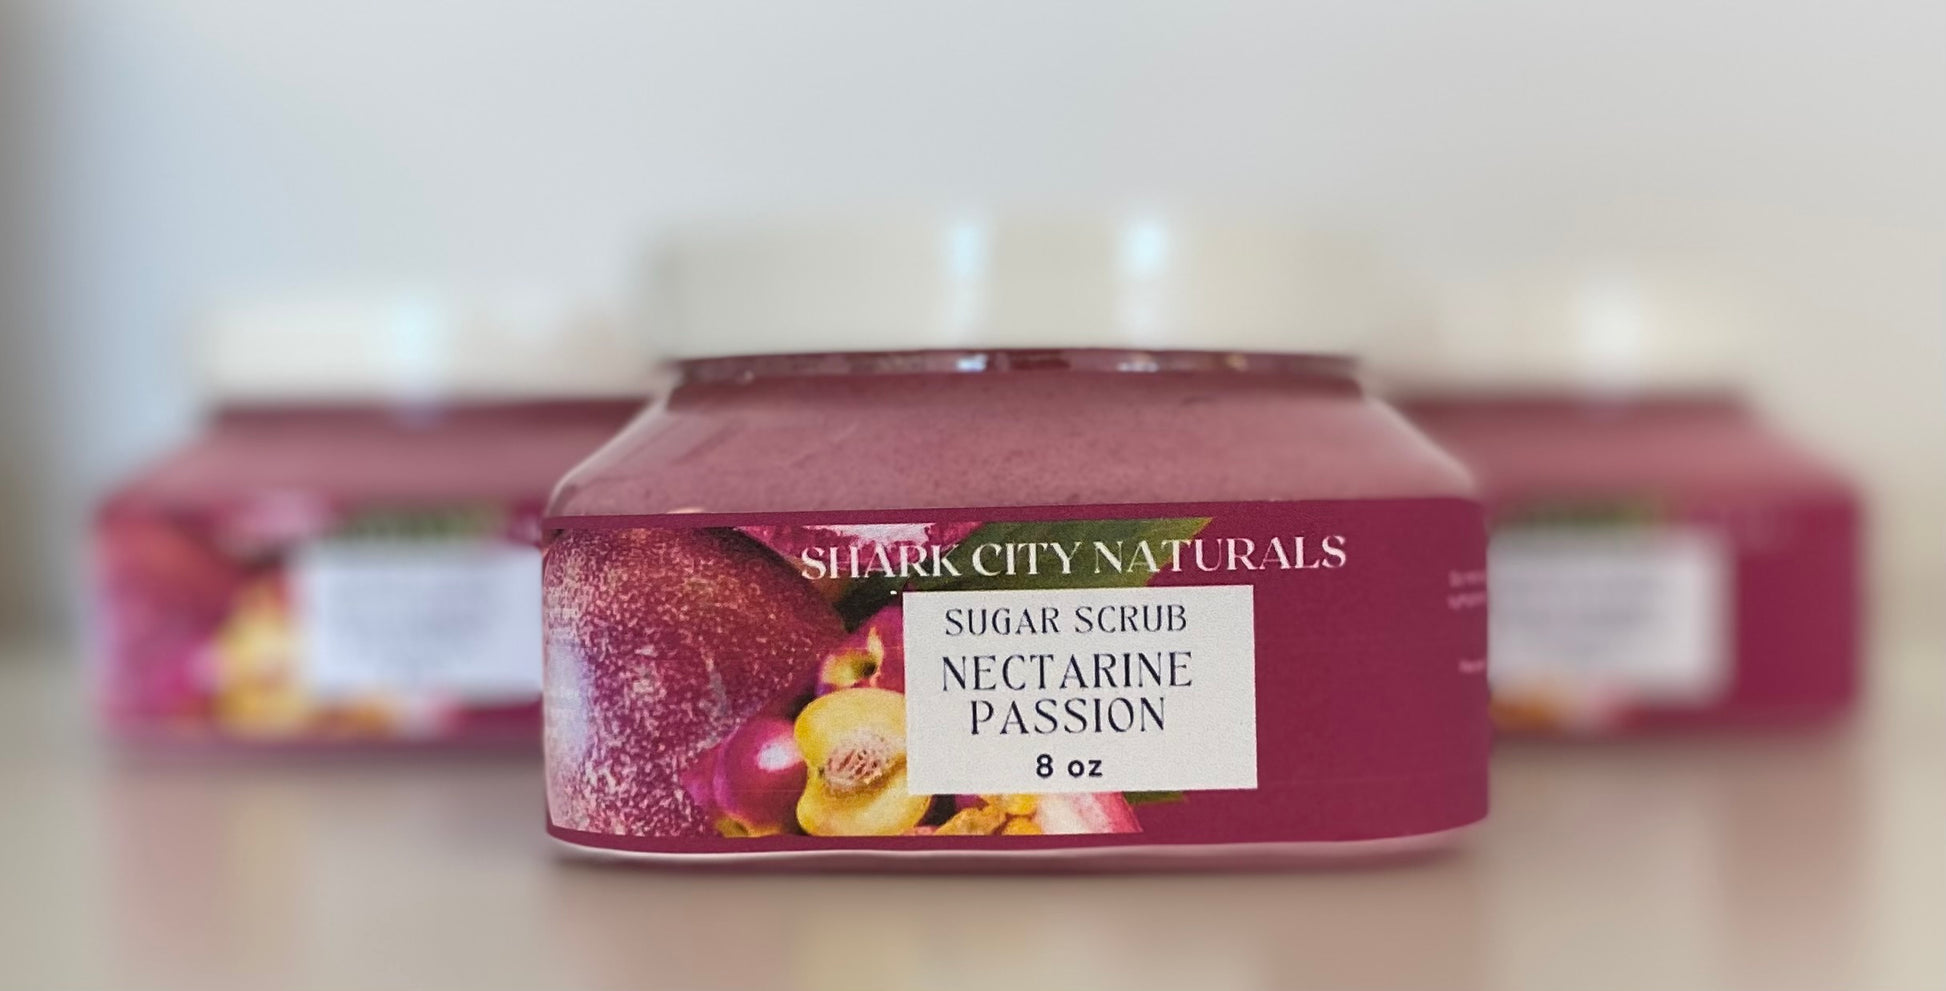 SHARK CITY NATURALS
SUGAR SCRUB
NECTARINE
PASSION
8 oz